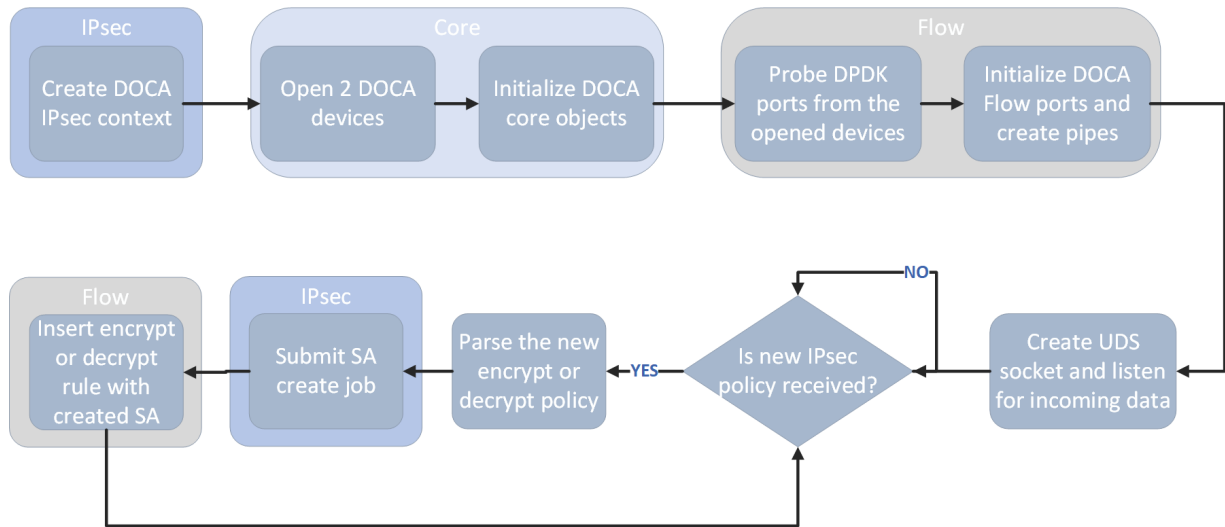 IPsec
Create DOCA
IPsec context
Core
Open 2 DOCA
devices
Initialize DOCA
core objects
Flow
Probe DPDK
ports from the
opened devices
Initialize DOCA
Flow ports and
create pipes
Create UDS
socket and listen
for incoming data
NO
Is new IPsec
policy received?
YES
Parse the new
encrypt or
decrypt policy
IPsec
Submit SA
create job
Flow
Insert encrypt
or decrypt
rule with
created SA